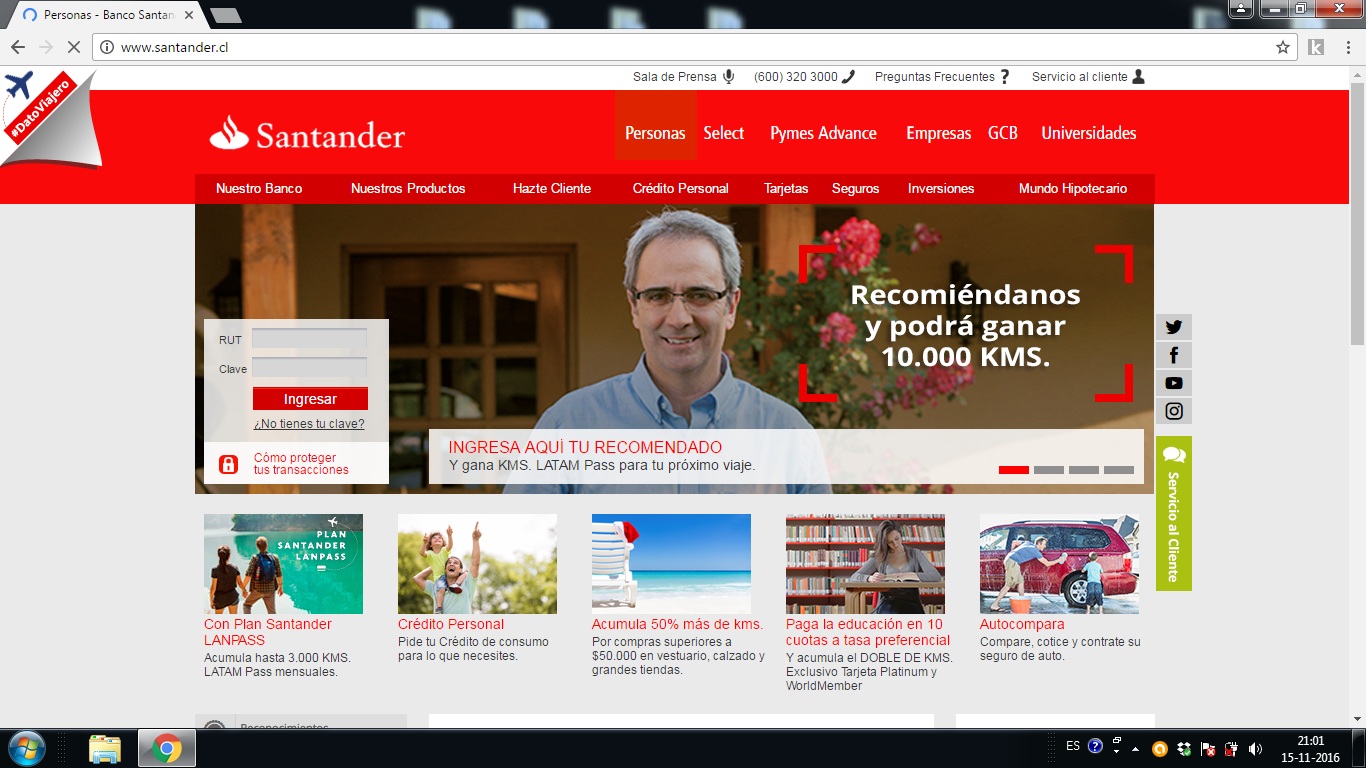 Personas - Banco Santan
www.santander.cl
k
#DatoViajero
Sala de Prensa
(600) 320 3000
Preguntas Frecuentes
Servicio al cliente
Santander
Personas
Select
Pymes Advance
Empresas
GCB
Universidades
Nuestro Banco
Nuestros Productos
Hazte Cliente
Crédito Personal
Tarjetas
Seguros
Inversiones
Mundo Hipotecario
Recomiéndanos
y podrá ganar
10.000 KMS.
RUT
Clave
Ingresar
¿No tienes tu clave?
Cómo proteger
tus transacciones
INGRESA AQUÍ TU RECOMENDADO
Y gana KMS. LATAM Pass para tu próximo viaje.
Servicio al Cliente
PLAN
SANTANDER
LANPASS
Con Plan Santander
LANPASS
Acumula hasta 3.000 KMS.
LATAM Pass mensuales.
Crédito Personal
Pide tu Crédito de consumo
para lo que necesites.
Acumula 50% más de kms.
Por compras superiores a
$50.000 en vestuario, calzado y
grandes tiendas.
Paga la educación en 10
cuotas a tasa preferencial
Y acumula el DOBLE DE KMS.
Exclusivo Tarjeta Platinum y
WorldMember
Autocompara
Compare, cotice y contrate su
seguro de auto.
Reconocimientos
ES
21:01
15-11-2016